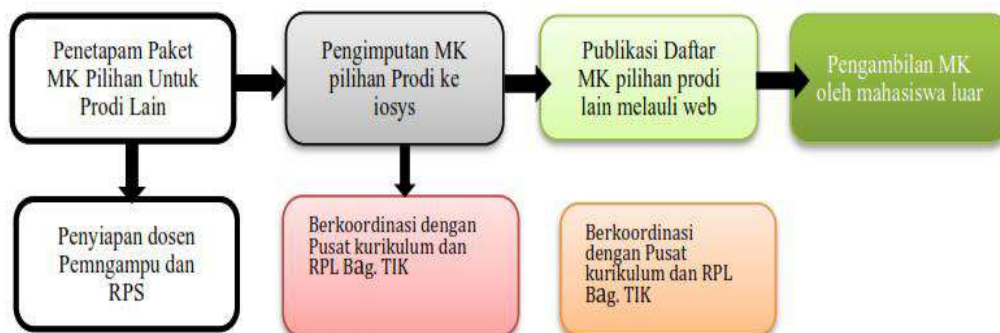 Penetapam Paket
MK Pilihan Untuk
Prodi Lain
Pengimputan MK
pilihan Prodi ke
iosys
Publikasi Daftar
MK pilihan prodi
lain melauli web
Pengambilan MK
oleh mahasiswa luar
Penyiapan dosen
Pemngampu dan
RPS
Berkoordinasi dengan
Pusat kurikulum dan
RPL Bag. TIK
Berkoordinasi
dengan Pusat
kurikulum dan RPL
Bag. TIK